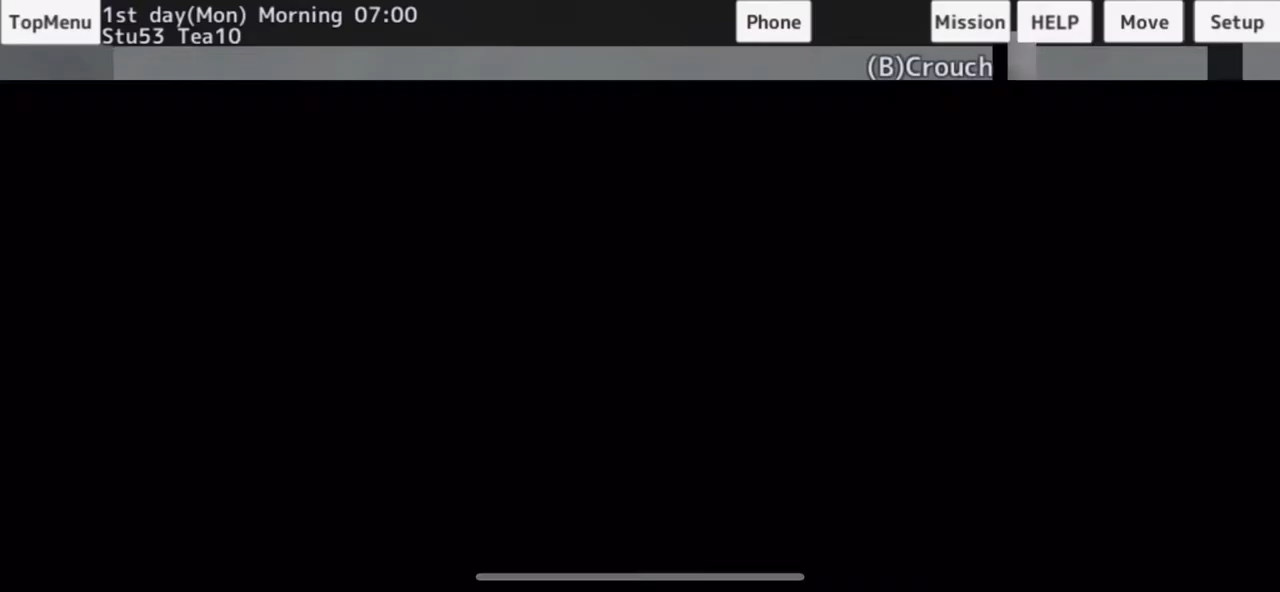 TopMenu
1st day(Mon) Morning 07:00
Stu53 Tea10
Phone
Mission
HELP
Move
Setup
(B)Crouch